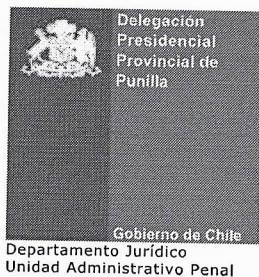 Delegación
Presidencial
Provincial de
Punilla
Gobierno de Chile
Departamento Jurídico
Unidad Administrativo Penal